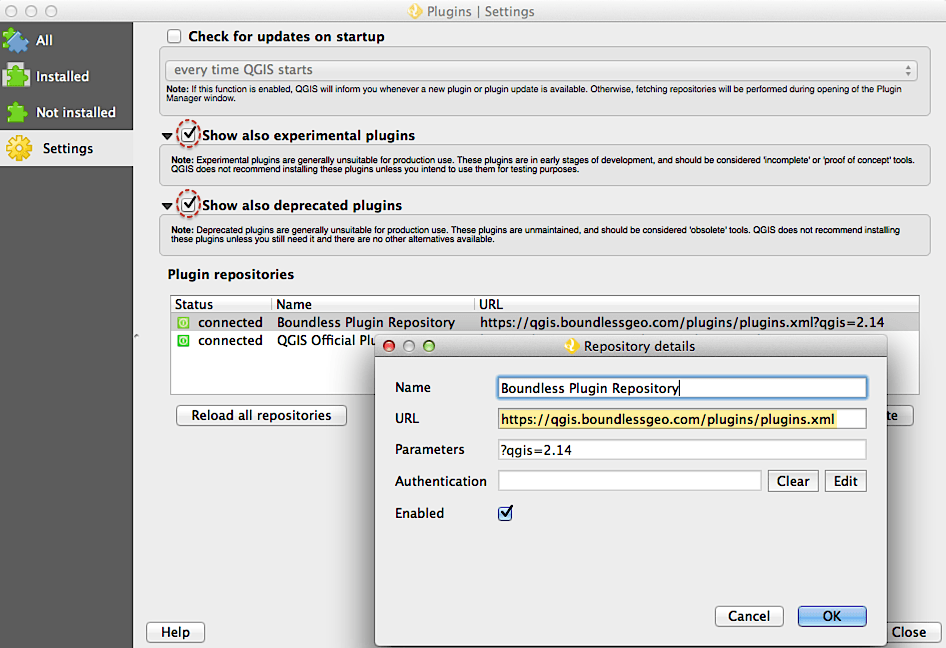 Plugins | Settings
All
Installed
Not installed
Settings
Check for updates on startup
every time QGIS starts
Note: If this function is enabled, QGIS will inform you whenever a new plugin or plugin update is available. Otherwise, fetching repositories will be performed during opening of the Plugin
Manager window.
Show also experimental plugins
Note: Experimental plugins are generally unsuitable for production use. These plugins are in early stages of development, and should be considered 'incomplete' or 'proof of concept' tools.
QGIS does not recommend installing these plugins unless you intend to use them for testing purposes.
Show also deprecated plugins
Note: Deprecated plugins are generally unsuitable for production use. These plugins are unmaintained, and should be considered 'obsolete' tools. QGIS does not recommend installing
these plugins unless you still need it and there are no other alternatives available.
Plugin repositories
Status Name URL
connected Boundless Plugin Repository https://qgis.boundlessgeo.com/plugins/plugins.xml?qgis=2.14
connected QGIS Official Plu
Reload all repositories
te
Repository details
Name Boundless Plugin Repository
URL https://qgis.boundlessgeo.com/plugins/plugins.xml
Parameters ?qgis=2.14
Authentication Clear Edit
Enabled
Cancel OK
Help
Close